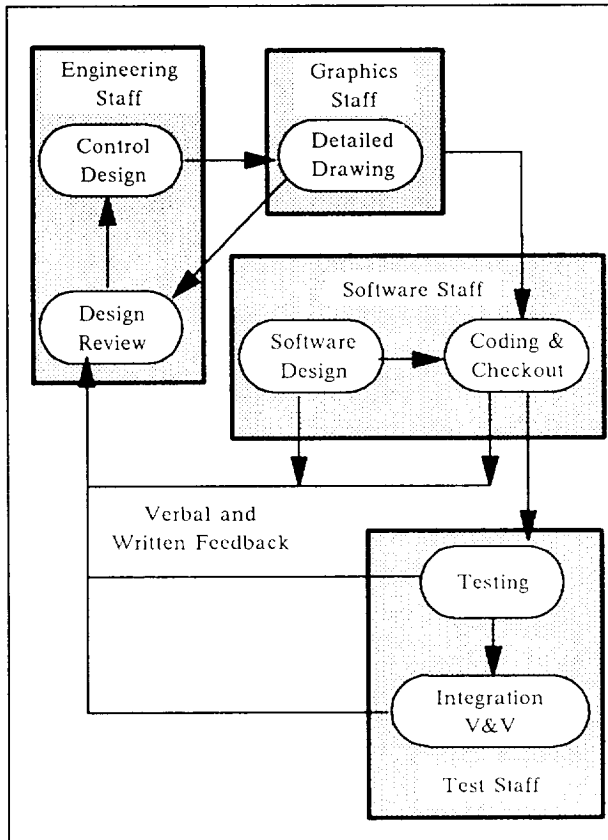 Engineering
Staff
Control
Design
Design
Review
Graphics
Staff
Detailed
Drawing
Software Staff
Software
Design
Coding &
Checkout
Verbal and
Written Feedback
Testing
Integration
V&V
Test Staff